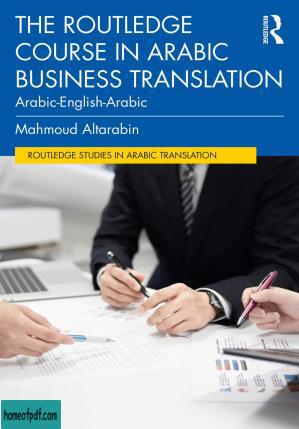 THE ROUTLEDGE
COURSE IN ARABIC
BUSINESS TRANSLATION
Arabic-English-Arabic
Mahmoud Altarabin
ROUTLEDGE STUDIES IN ARABIC TRANSLATION
ROUTLEDGE
homeofpdf.com